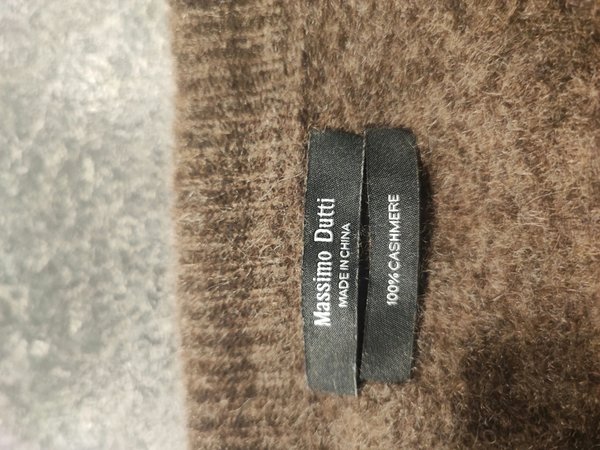 Massimo Dutti
MADE IN CHINA
100% CASHMERE